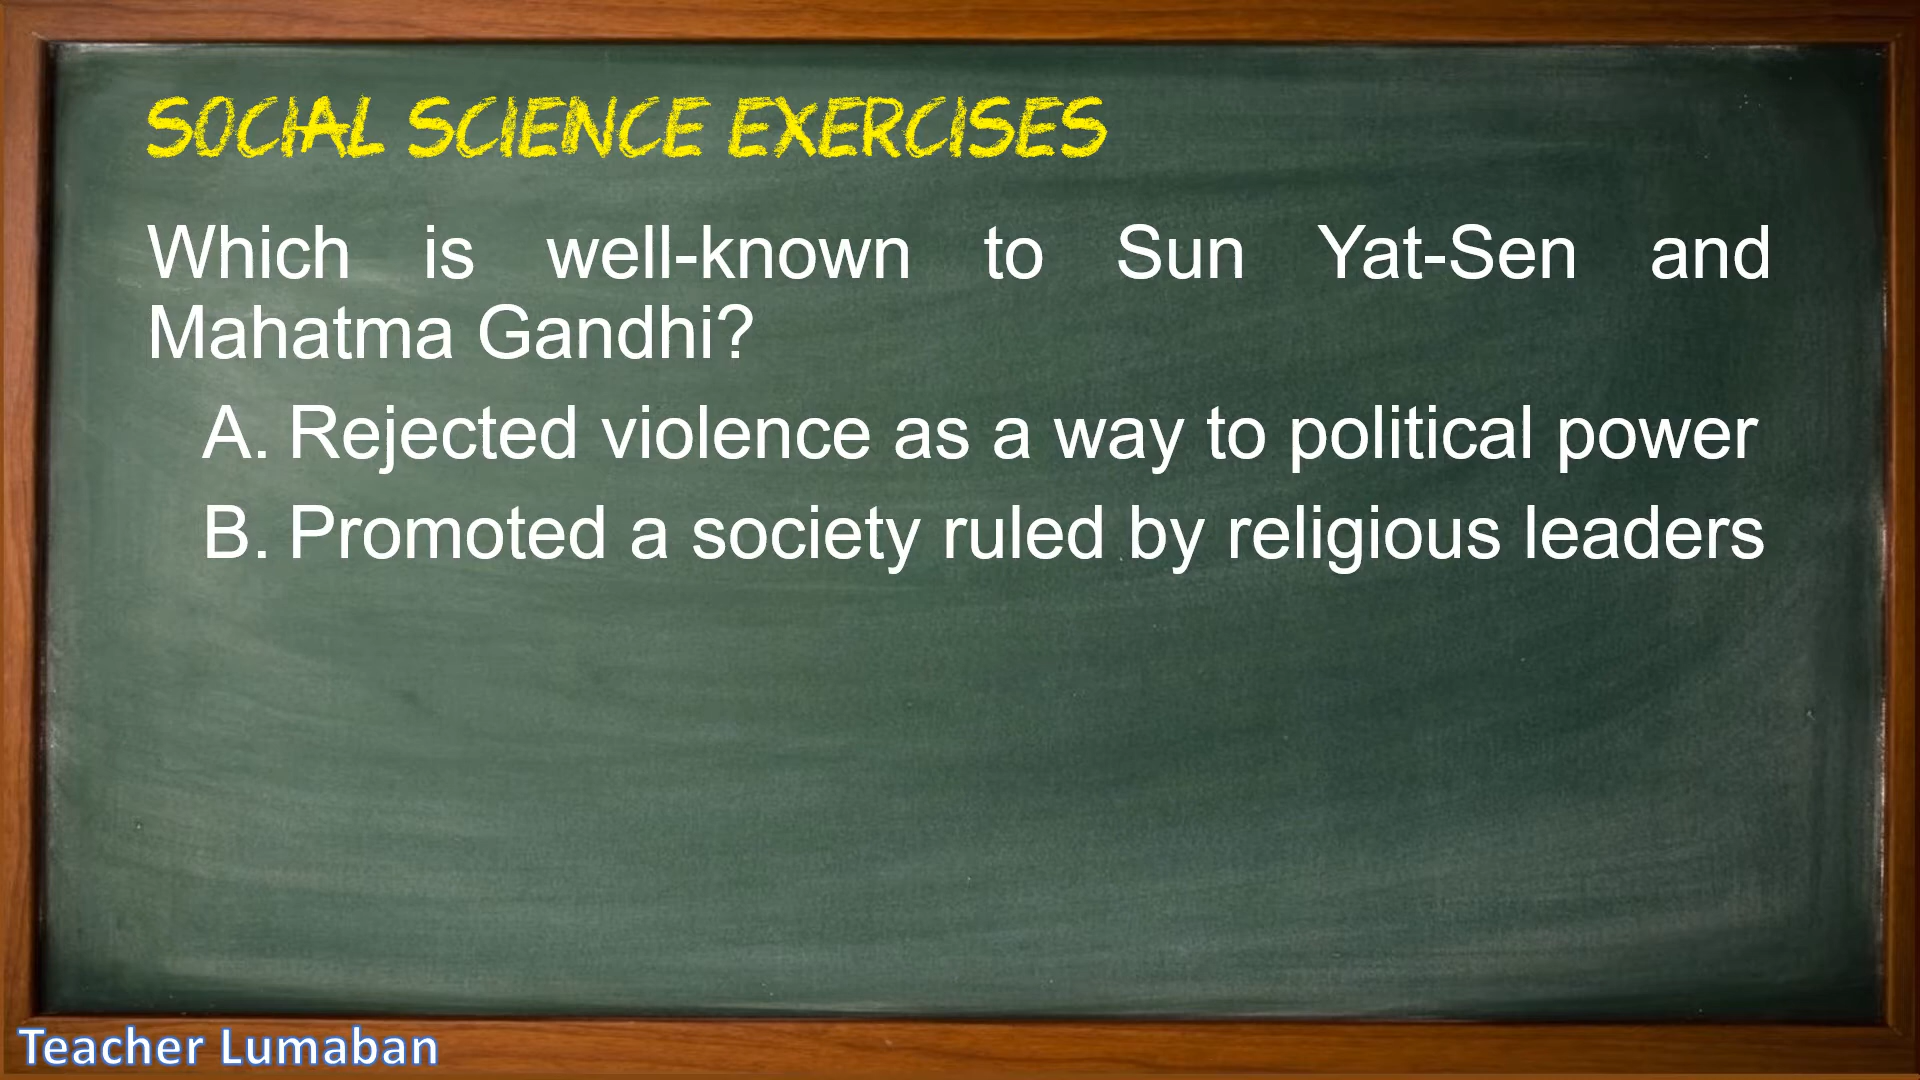 SOCIAL SCIENCE EXERCISES
Which is well-known to Sun Yat-Sen and
Mahatma Gandhi?
A. Rejected violence as a way to political power
B. Promoted a society ruled by religious leaders
Teacher Lumaban